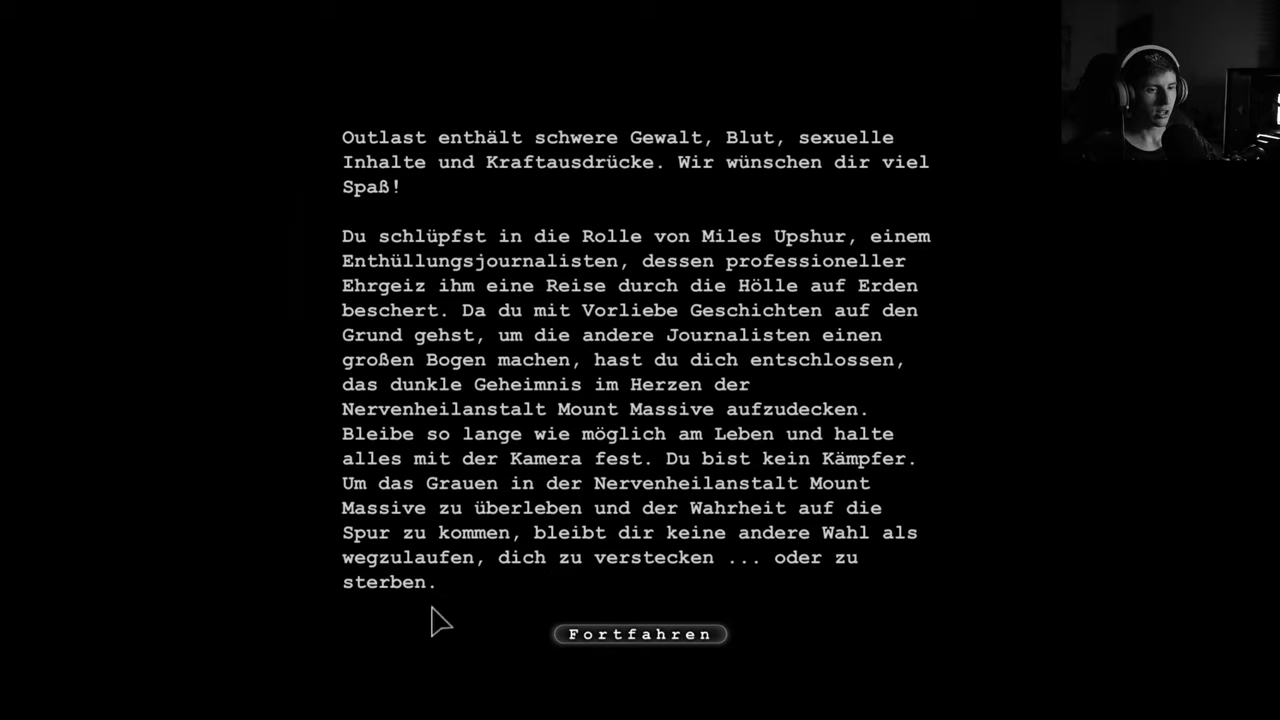 Outlast enthält schwere Gewalt, Blut, sexuelle
Inhalte und Kraftausdrücke. Wir wünschen dir viel
Spaß!
Du schlüpfst in die Rolle von Miles Upshur, einem
Enthüllungsjournalisten, dessen professioneller
Ehrgeiz ihm eine Reise durch die Hölle auf Erden
beschert. Da du mit Vorliebe Geschichten auf den
Grund gehst, um die andere Journalisten einen
großen Bogen machen, hast du dich entschlossen,
das dunkle Geheimnis im Herzen der
Nervenheilanstalt Mount Massive aufzudecken.
Bleibe so lange wie möglich am Leben und halte
alles mit der Kamera fest. Du bist kein Kämpfer.
Um das Grauen in der Nervenheilanstalt Mount
Massive zu überleben und der Wahrheit auf die
Spur zu kommen, bleibt dir keine andere Wahl als
wegzulaufen, dich zu verstecken ... oder zu
sterben.
Fortfahren